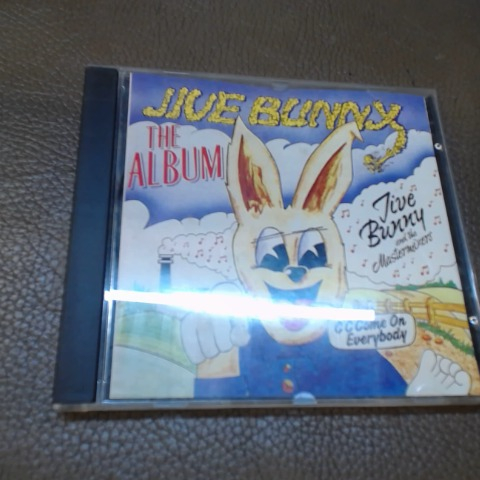 JIVE BUNNY
THE
ALBUM
Jive
Bunny
and the
Mastermixers
C'C'Come On
Everybody